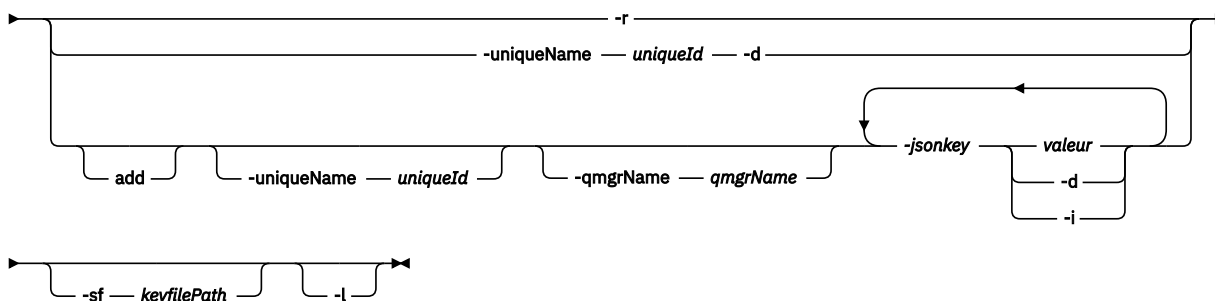 -r
-uniqueName uniqueId -d
-jsonkey valeur
add -uniqueName uniqueId -qmgrName qmgrName -d
-i
-sf keyfilePath -l